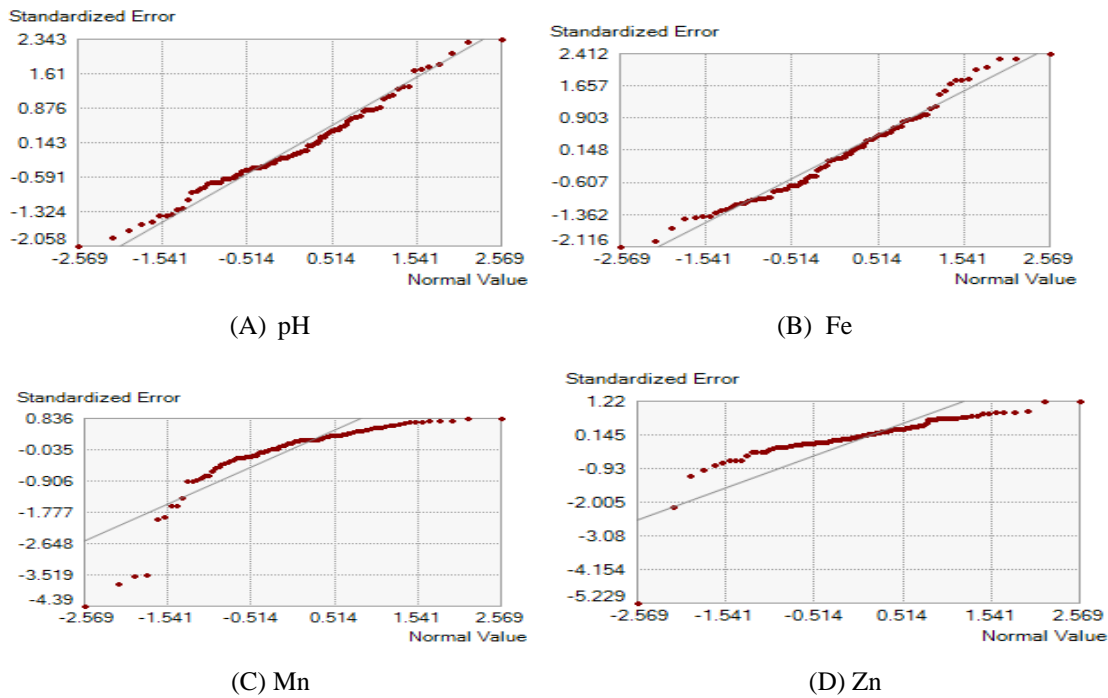 Standardized Error
2.343
1.61
0.876
0.143
-0.591
-1.324
-2.058
-2.569 -1.541 -0.514 0.514 1.541 2.569
Normal Value
(A) pH
Standardized Error
2.412
1.657
0.903
0.148
-0.607
-1.362
-2.116
-2.569 -1.541 -0.514 0.514 1.541 2.569
Normal Value
(B) Fe
Standardized Error
0.836
-0.035
-0.906
-1.777
-2.648
-3.519
-4.39
-2.569 -1.541 -0.514 0.514 1.541 2.569
Normal Value
(C) Mn
Standardized Error
1.22
0.145
-0.93
-2.005
-3.08
-4.154
-5.229
-2.569 -1.541 -0.514 0.514 1.541 2.569
Normal Value
(D) Zn